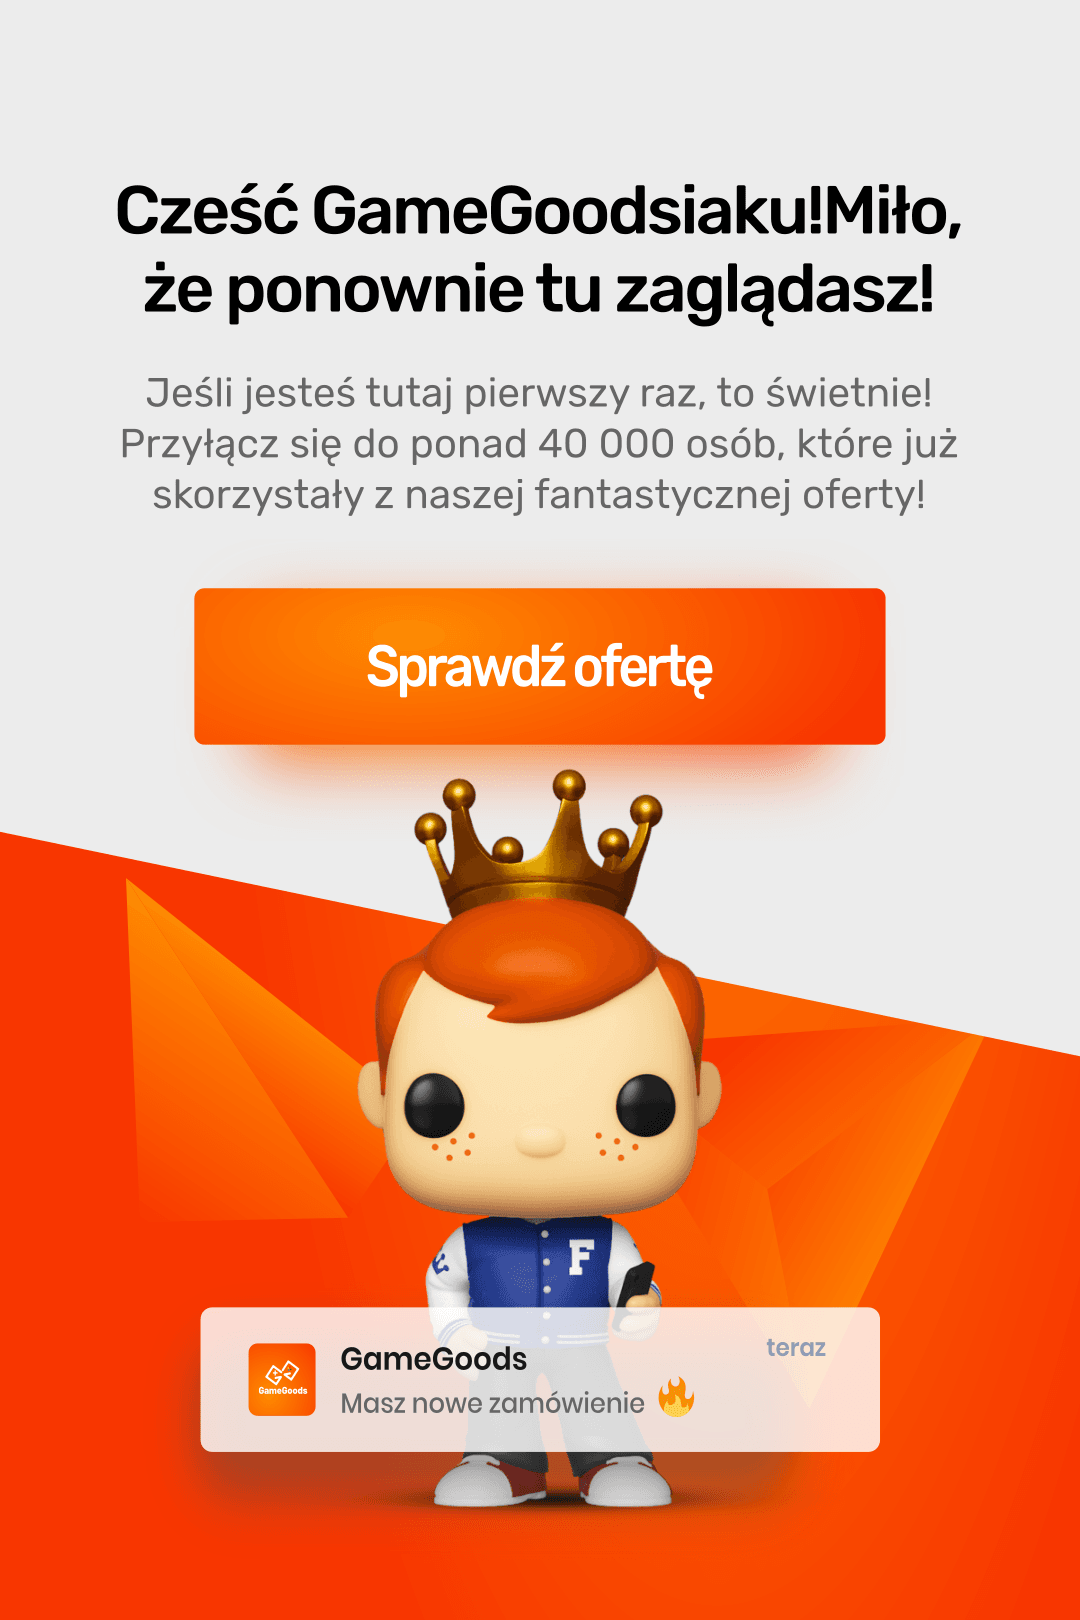 Cześć GameGoodsiaku!Miło,
że ponownie tu zaglądasz!
Jeśli jesteś tutaj pierwszy raz, to świetnie!
Przyłącz się do ponad 40 000 osób, które już
skorzystały z naszej fantastycznej oferty!
Sprawdź ofertę
F
GameGoods
teraz
GameGoods
Masz nowe zamówienie 🔥